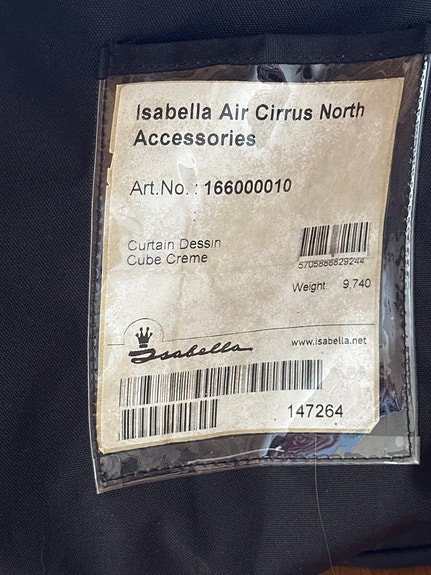 Isabella Air Cirrus North
Accessories
Art.No. : 166000010
Curtain Dessin
Cube Creme
5705886829244
Weight 9,740
Isabella
www.isabella.net
147264